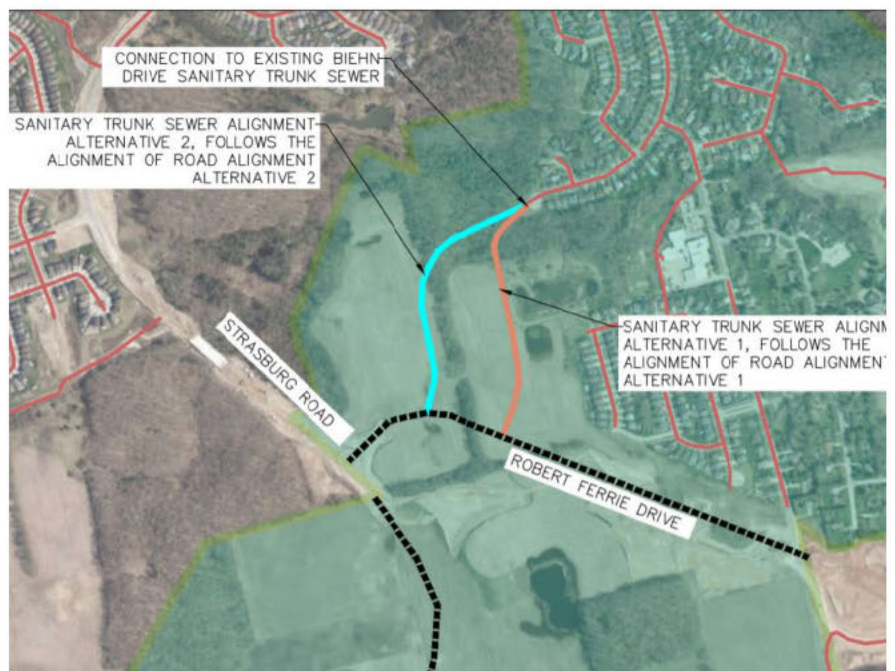 CONNECTION TO EXISTING BIEHN
DRIVE SANITARY TRUNK SEWER
SANITARY TRUNK SEWER ALIGNMENT
ALTERNATIVE 2, FOLLOWS THE
ALIGNMENT OF ROAD ALIGNMENT
ALTERNATIVE 2
STRASBURG ROAD
SANITARY TRUNK SEWER ALIGNM
ALTERNATIVE 1, FOLLOWS THE
ALIGNMENT OF ROAD ALIGNMENT
ALTERNATIVE 1
ROBERT FERRIE DRIVE